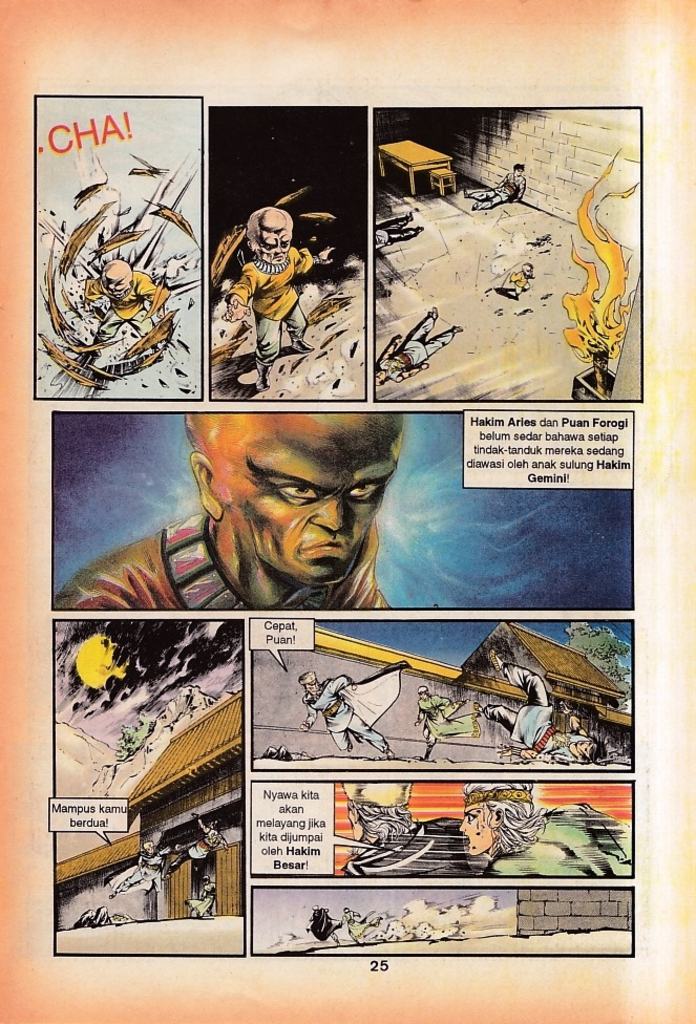 .CHA!
Hakim Aries dan Puan Forogi
belum sedar bahawa setiap
tindak-tanduk mereka sedang
diawasi oleh anak sulung Hakim
Gemini!
Mampus kamu
berdua!
Cepat,
Puan!
Nyawa kita
akan
melayang jika
kita dijumpai
oleh Hakim
Besar!
25